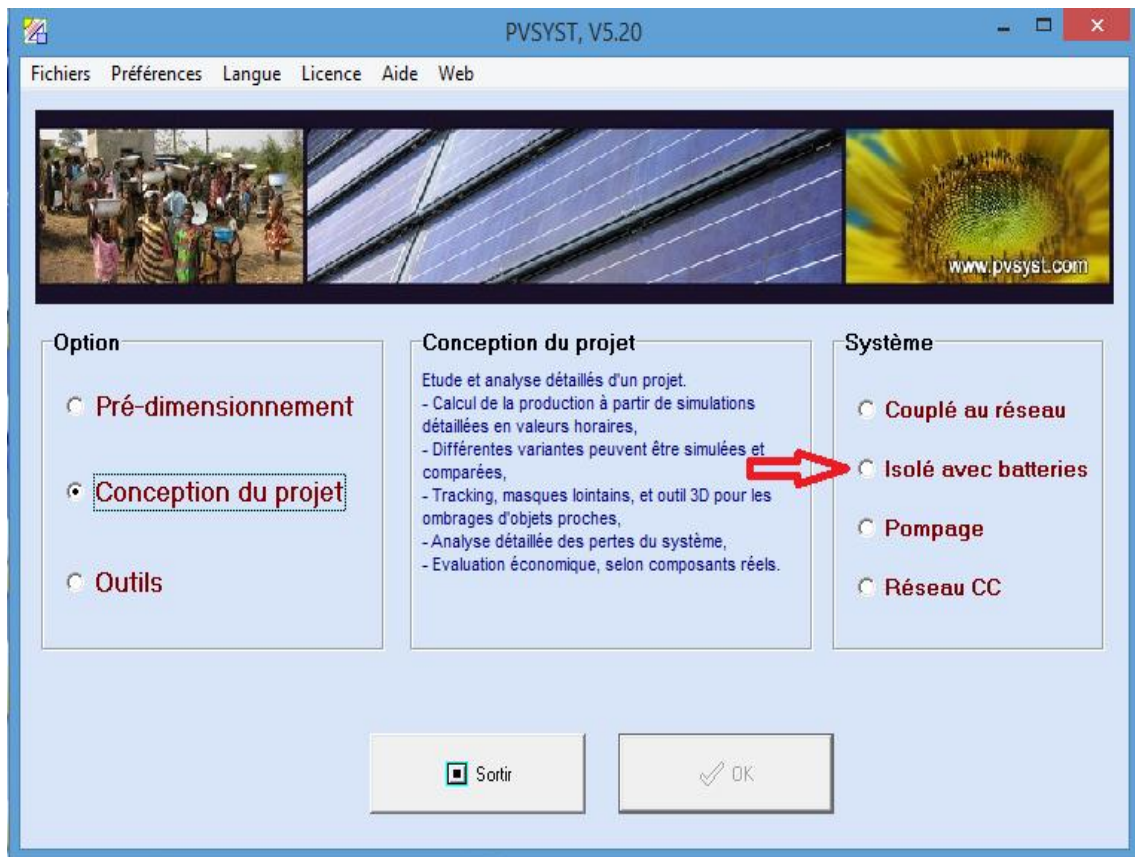 PVSYST, V5.20
Fichiers Préférences Langue Licence Aide Web
www.pvsyst.com
Option
Pré-dimensionnement
Conception du projet
Outils
Conception du projet
Etude et analyse détaillés d'un projet.
- Calcul de la production à partir de simulations
détaillées en valeurs horaires,
- Différentes variantes peuvent être simulées et
comparées,
- Tracking, masques lointains, et outil 3D pour les
ombrages d'objets proches,
- Analyse détaillée des pertes du système,
- Evaluation économique, selon composants réels.
Système
Couplé au réseau
Isolé avec batteries
Pompage
Réseau CC
Sortir
OK